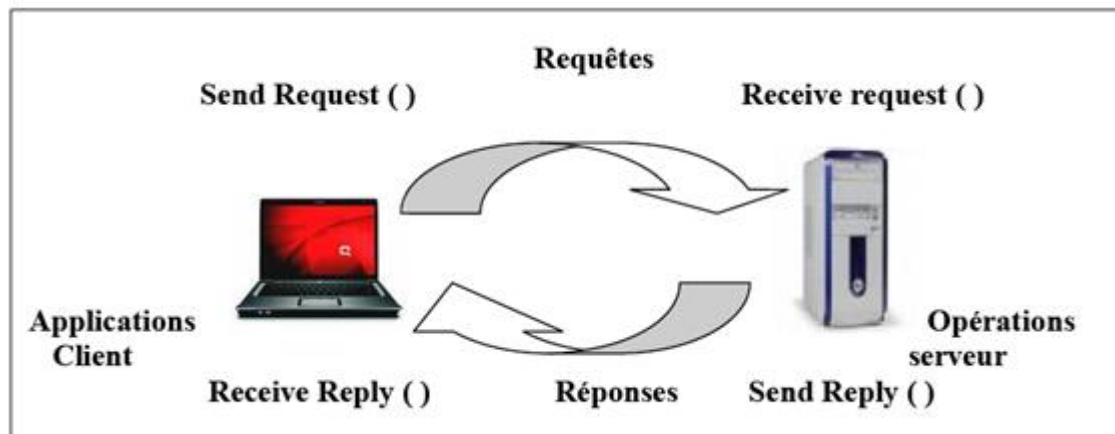 Requêtes
Send Request ( ) Receive request ( )
Applications Opérations
Client serveur
Receive Reply ( ) Réponses Send Reply ( )